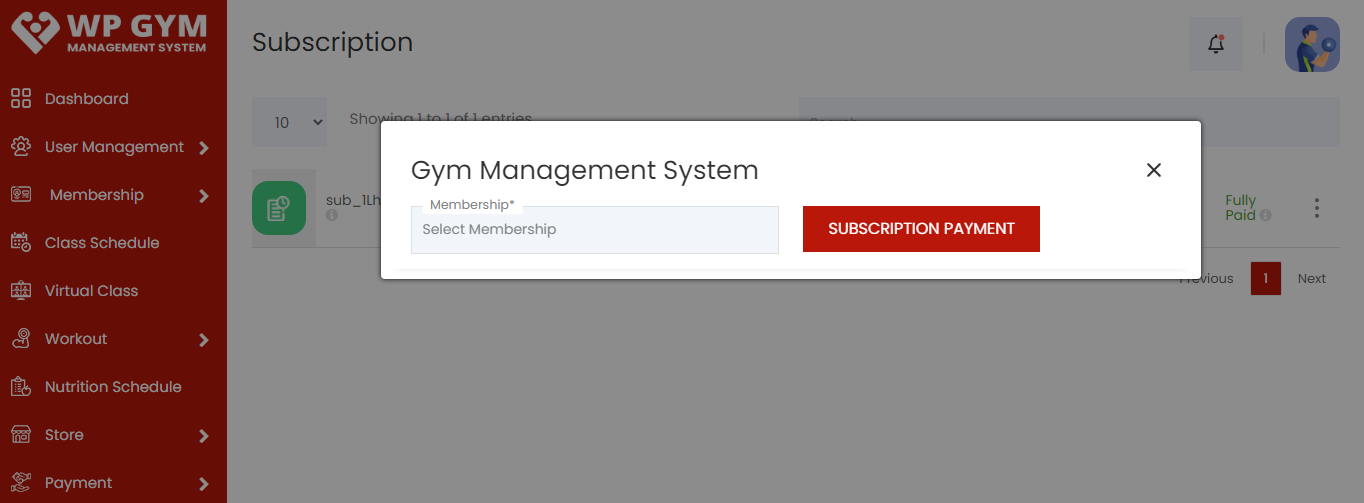 WP GYM
MANAGEMENT SYSTEM
Dashboard
User Management
Membership
Class Schedule
Virtual Class
Workout
Nutrition Schedule
Store
Payment
Subscription
10
Showing 1 to 1 of 1 entries
Search
Gym Management System
Membership*
Select Membership
SUBSCRIPTION PAYMENT
sub_1Lh
Fully
Paid
Previous 1 Next